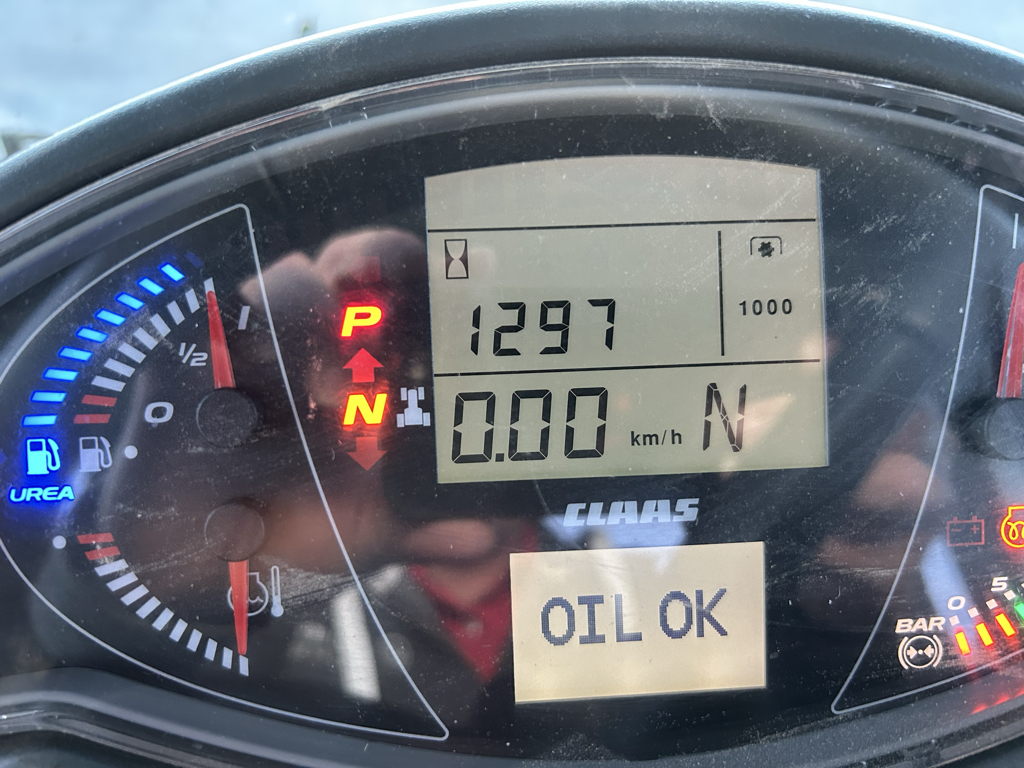 1297
1000
0.00 km/h N
P
N
1
1/2
0
UREA
CLAAS
OIL OK
0 5
BAR